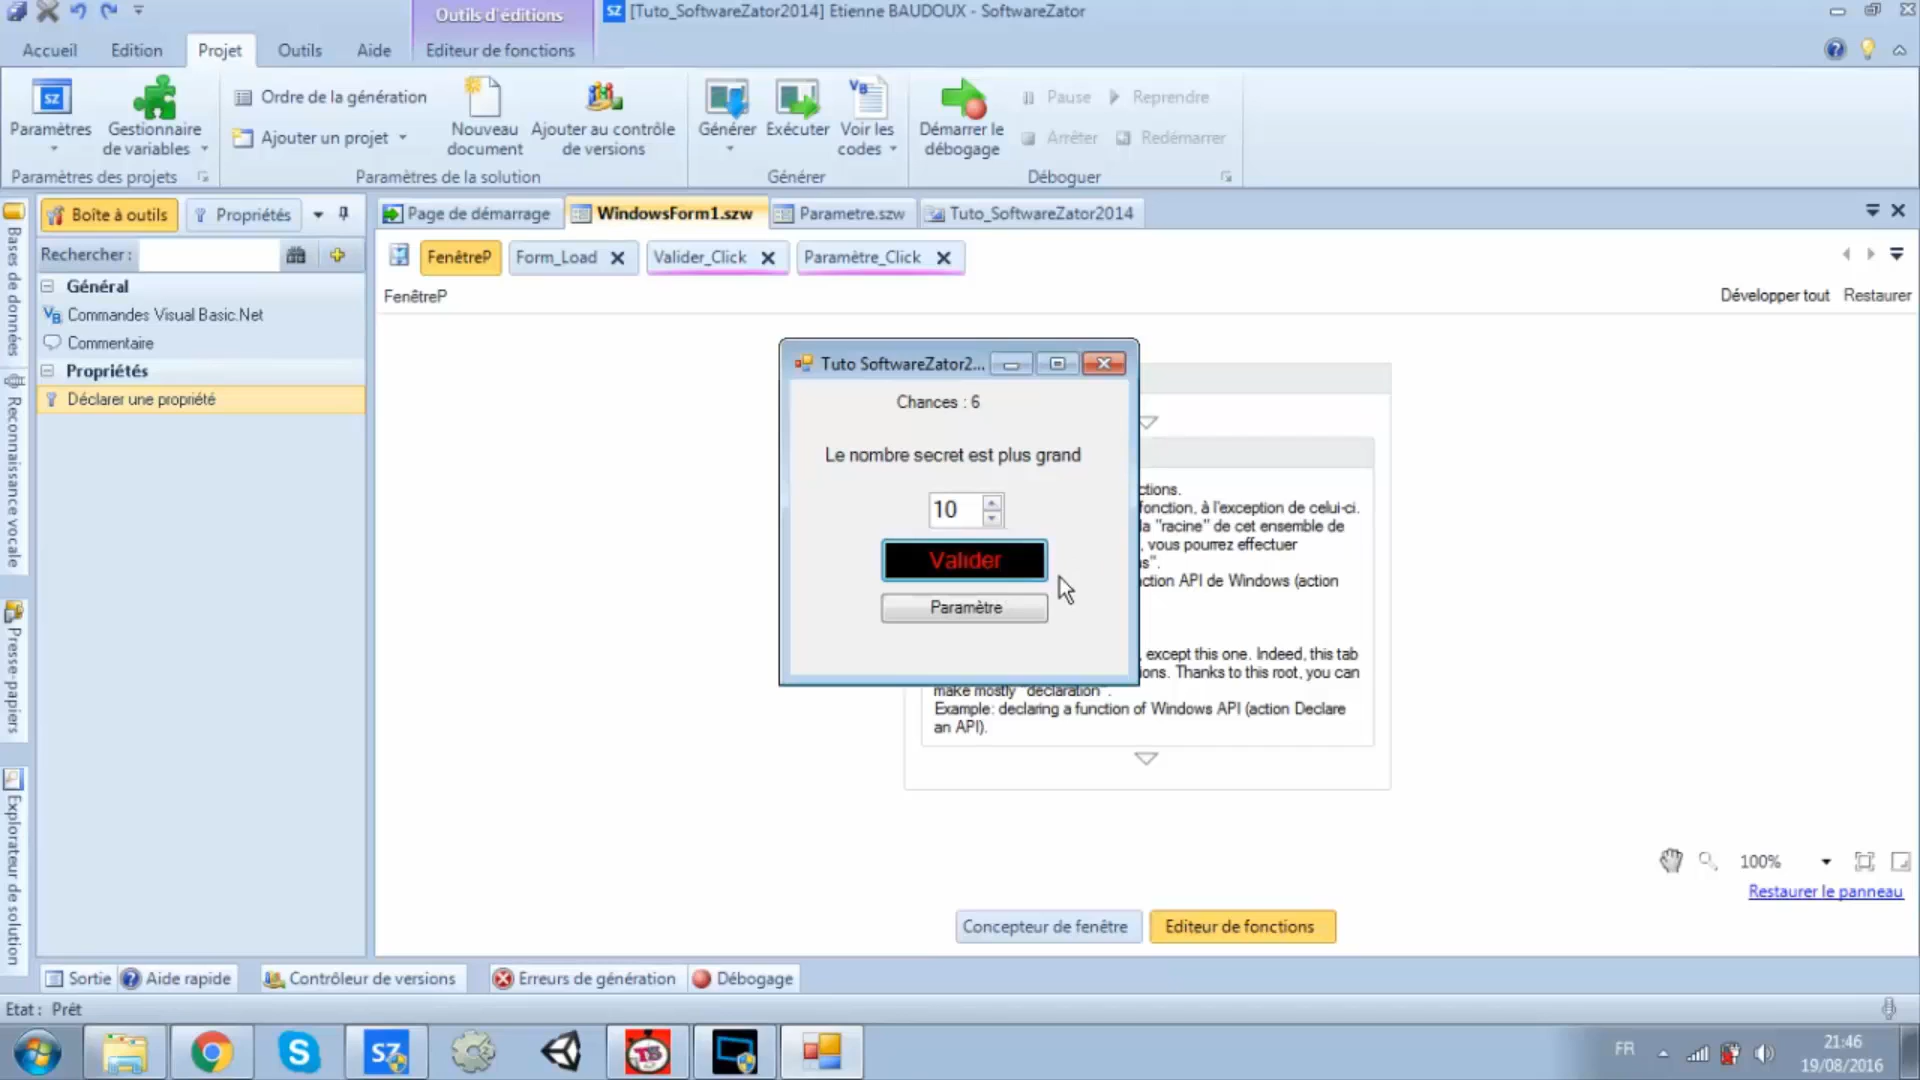 Outils d'éditions
SZ [Tuto_SoftwareZator2014] Etienne BAUDOUX - SoftwareZator
Accueil Edition Projet Outils Aide Editeur de fonctions
Paramètres
Gestionnaire de variables
Ordre de la génération
Ajouter un projet
Nouveau document
Ajouter au contrôle de versions
Générer
Exécuter
Voir les codes
Démarrer le débogage
Pause Reprendre
Arrêter Redémarrer
Paramètres des projets Paramètres de la solution Générer Déboguer
Boîte à outils Propriétés
Page de démarrage WindowsForm1.szw Parametre.szw Tuto_SoftwareZator2014
Rechercher :
FenêtreP Form_Load Valider_Click Paramètre_Click
Général
Commandes Visual Basic.Net
Commentaire
Propriétés
Déclarer une propriété
FenêtreP
Développer tout Restaurer
Bases de données
Reconnaissance vocale
Presse-papiers
Explorateur de solution
Tuto SoftwareZator2...
Chances : 6
Le nombre secret est plus grand
10
Valider
Paramètre
ctions.
fonction, à l'exception de celui-ci.
la "racine" de cet ensemble de
, vous pourrez effectuer
s".
ction API de Windows (action
, except this one. Indeed, this tab
ions. Thanks to this root, you can
make mostly "declaration".
Example: declaring a function of Windows API (action Declare
an API).
100%
Restaurer le panneau
Concepteur de fenêtre Editeur de fonctions
Sortie Aide rapide Contrôleur de versions Erreurs de génération Débogage
Etat : Prêt
FR
21:46
19/08/2016